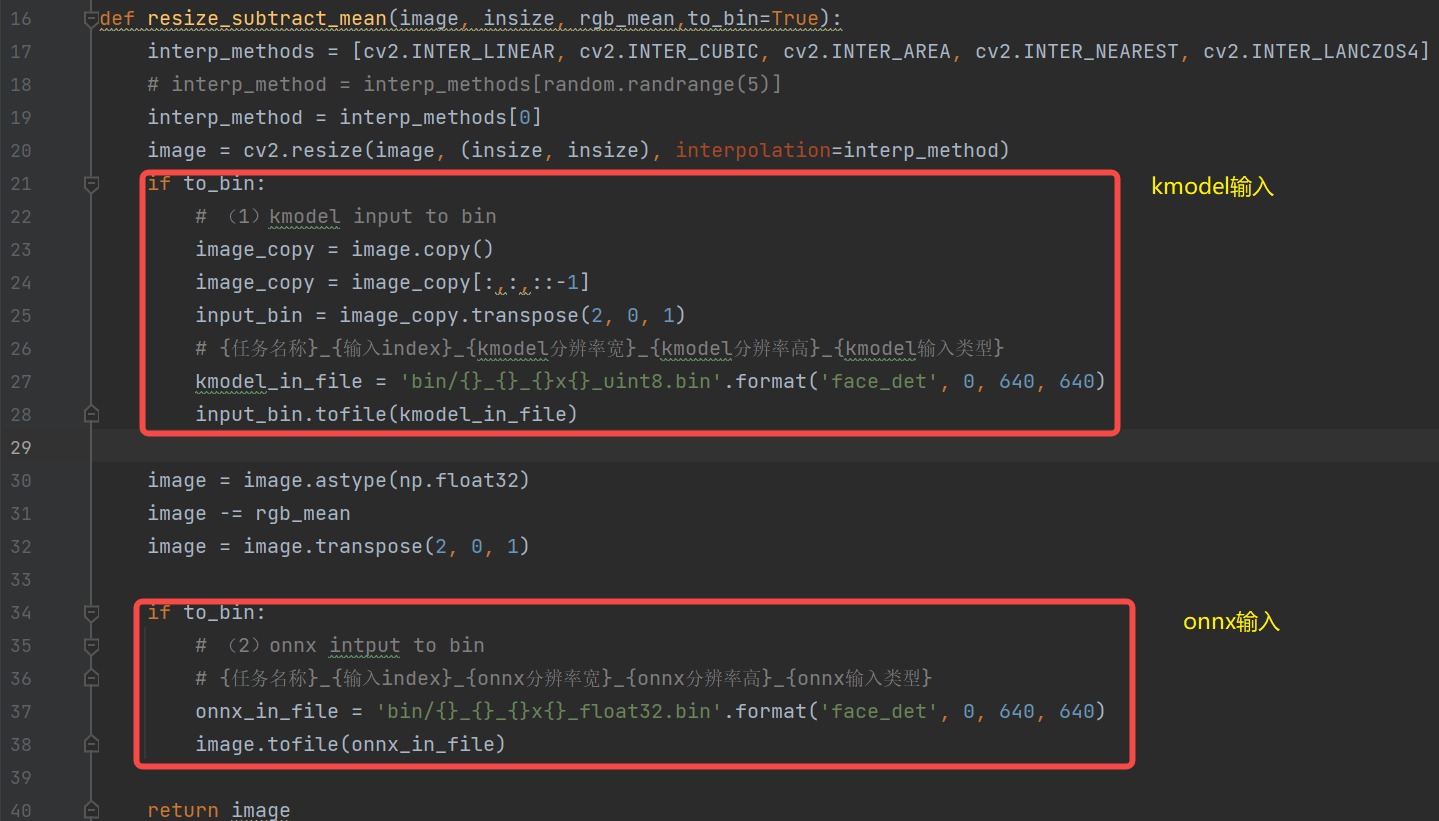 16 def resize_subtract_mean(image, insize, rgb_mean,to_bin=True):
17 interp_methods = [cv2.INTER_LINEAR, cv2.INTER_CUBIC, cv2.INTER_AREA, cv2.INTER_NEAREST, cv2.INTER_LANCZOS4]
18 # interp_method = interp_methods[random.randrange(5)]
19 interp_method = interp_methods[0]
20 image = cv2.resize(image, (insize, insize), interpolation=interp_method)
21 if to_bin:
kmodel输入
22 # （1）kmodel input to bin
23 image_copy = image.copy()
24 image_copy = image_copy[:,:,::-1]
25 input_bin = image_copy.transpose(2, 0, 1)
26 # {任务名称}_{输入index}_{kmodel分辨率宽}_{kmodel分辨率高}_{kmodel输入类型}
27 kmodel_in_file = 'bin/{}_{}_{}x{}_uint8.bin'.format('face_det', 0, 640, 640)
28 input_bin.tofile(kmodel_in_file)
29
30 image = image.astype(np.float32)
31 image -= rgb_mean
32 image = image.transpose(2, 0, 1)
33
34 if to_bin:
onnx输入
35 # （2）onnx intput to bin
36 # {任务名称}_{输入index}_{onnx分辨率宽}_{onnx分辨率高}_{onnx输入类型}
37 onnx_in_file = 'bin/{}_{}_{}x{}_float32.bin'.format('face_det', 0, 640, 640)
38 image.tofile(onnx_in_file)
39
40 return image